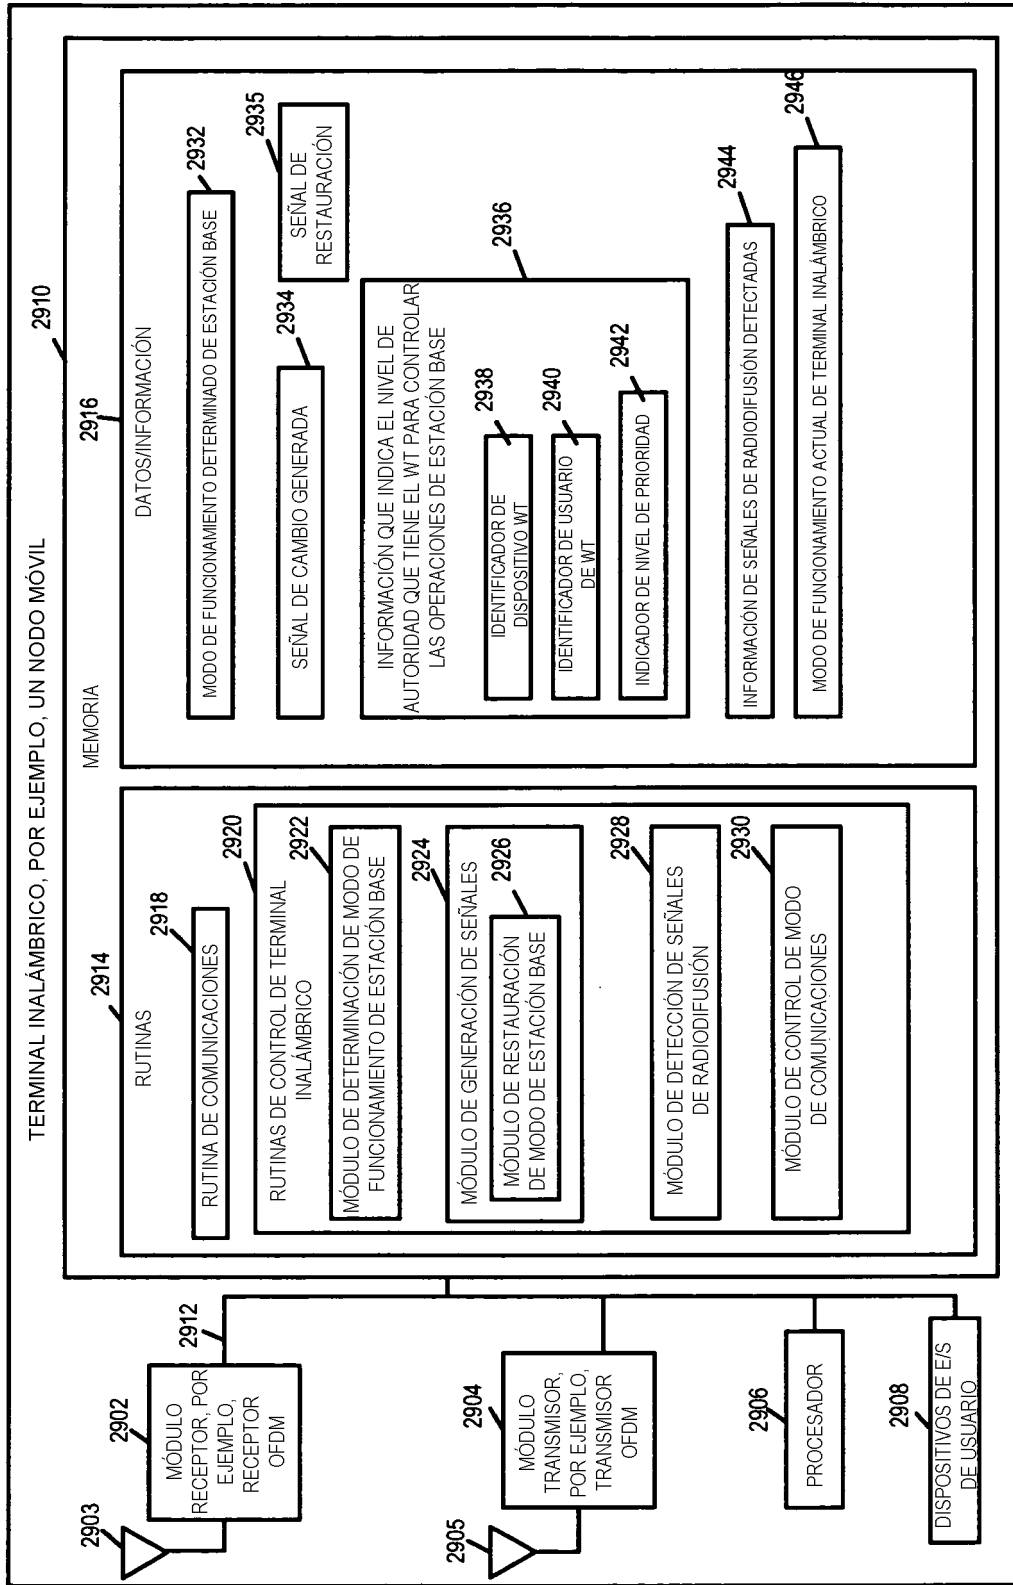 TERMINAL INALÁMBRICO, POR EJEMPLO, UN NODO MÓVIL
2903
2902
MÓDULO
RECEPTOR, POR
EJEMPLO,
RECEPTOR
OFDM
2912
2905
2904
MÓDULO
TRANSMISOR,
POR EJEMPLO,
TRANSMISOR
OFDM
2906
PROCESADOR
2908
DISPOSITIVOS DE E/S
DE USUARIO
2910
MEMORIA
2914
RUTINAS
2918
RUTINA DE COMUNICACIONES
2920
RUTINAS DE CONTROL DE TERMINAL
INALÁMBRICO
2922
MÓDULO DE DETERMINACIÓN DE MODO DE
FUNCIONAMIENTO DE ESTACIÓN BASE
2924
MÓDULO DE GENERACIÓN DE SEÑALES
2926
MÓDULO DE RESTAURACIÓN
DE MODO DE ESTACIÓN BASE
2928
MÓDULO DE DETECCIÓN DE SEÑALES
DE RADIODIFUSIÓN
2930
MÓDULO DE CONTROL DE MODO
DE COMUNICACIONES
2916
DATOS/INFORMACIÓN
2932
MODO DE FUNCIONAMIENTO DETERMINADO DE ESTACIÓN BASE
2934
SEÑAL DE CAMBIO GENERADA
2935
SEÑAL DE
RESTAURACIÓN
2936
INFORMACIÓN QUE INDICA EL NIVEL DE
AUTORIDAD QUE TIENE EL WT PARA CONTROLAR
LAS OPERACIONES DE ESTACIÓN BASE
2938
IDENTIFICADOR DE
DISPOSITIVO WT
2940
IDENTIFICADOR DE USUARIO
DE WT
2942
INDICADOR DE NIVEL DE PRIORIDAD
2944
INFORMACIÓN DE SEÑALES DE RADIODIFUSIÓN DETECTADAS
2946
MODO DE FUNCIONAMIENTO ACTUAL DE TERMINAL INALÁMBRICO